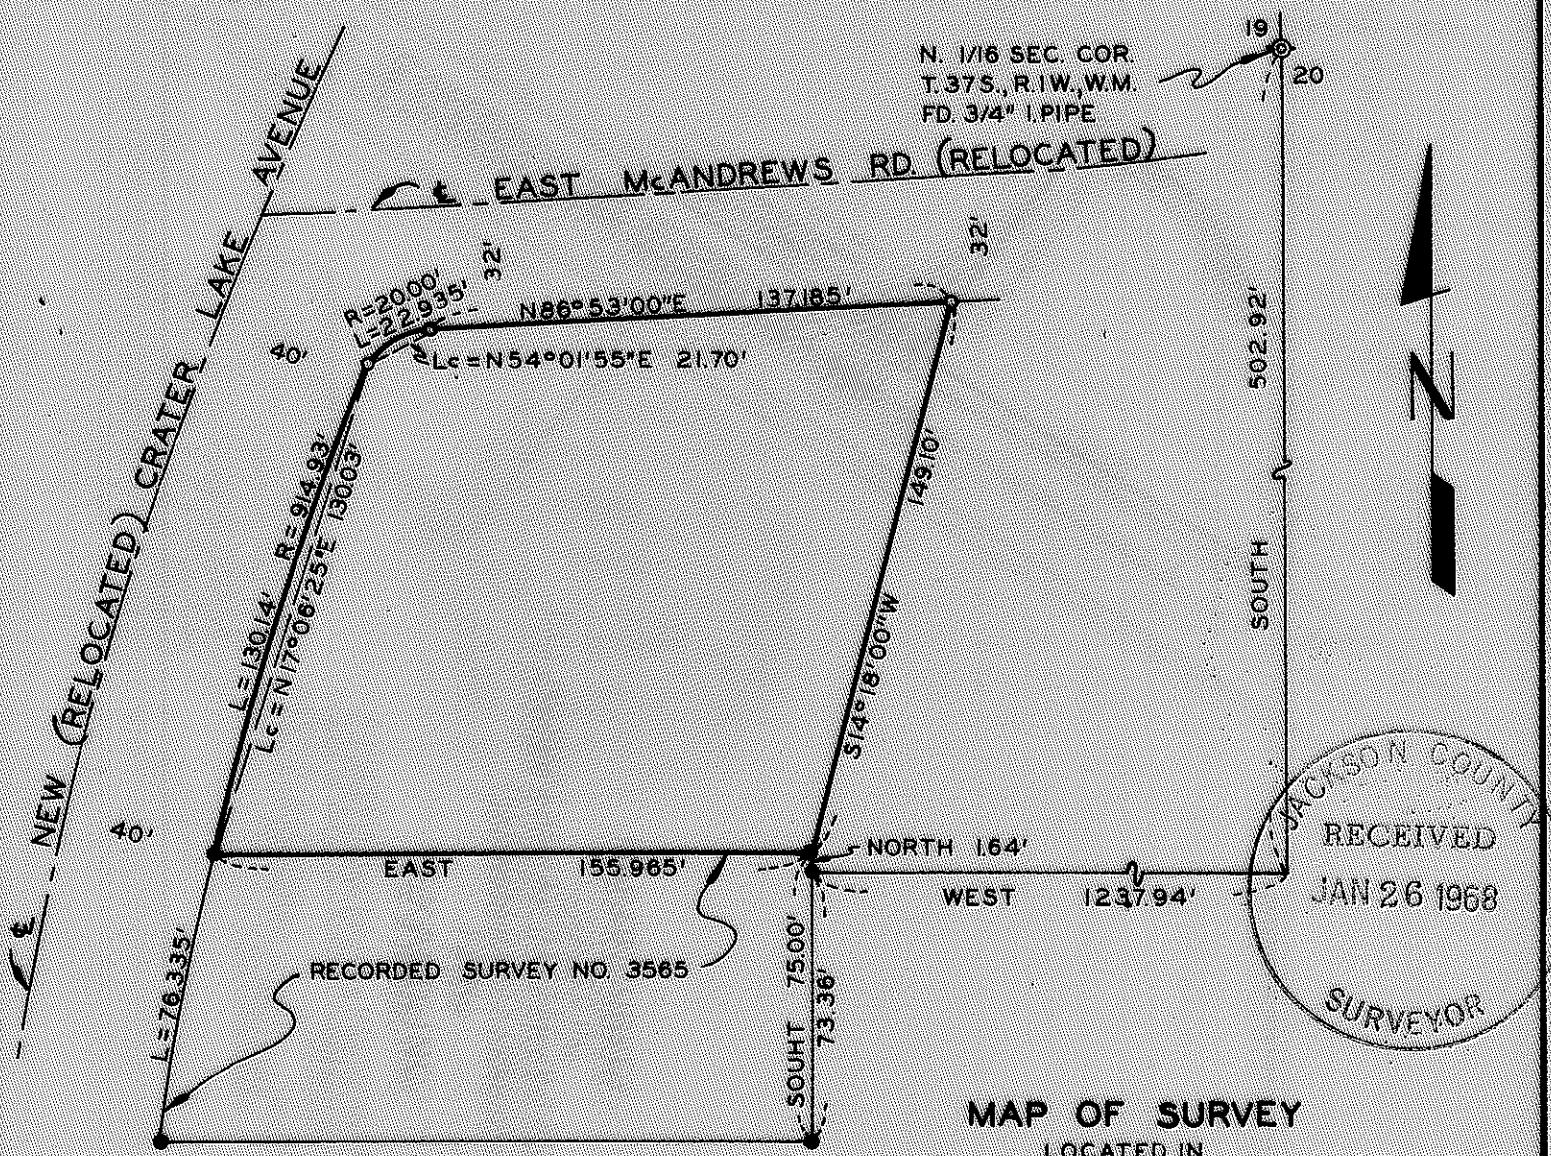 19
20
N. 1/16 SEC. COR.
T. 37 S., R. 1 W., W.M.
FD. 3/4" I. PIPE
NEW (RELOCATED) CRATER LAKE AVENUE
℄ EAST McANDREWS RD. (RELOCATED)
32'
32'
R=20.00'
L=22.935'
N86°53'00"E 137.185'
Lc=N54°01'55"E 21.70'
40'
502.92'
SOUTH
N
R=914.93'
L=130.14'
Lc=N17°06'25"E 130.03'
149.10'
S14°18'00"W
40'
℄
EAST 155.965'
NORTH 1.64'
WEST 1237.94'
L=76.335'
RECORDED SURVEY NO. 3565
SOUHT 75.00'
73.36'
JACKSON COUNTY
RECEIVED
JAN 26 1968
SURVEYOR
MAP OF SURVEY
LOCATED IN